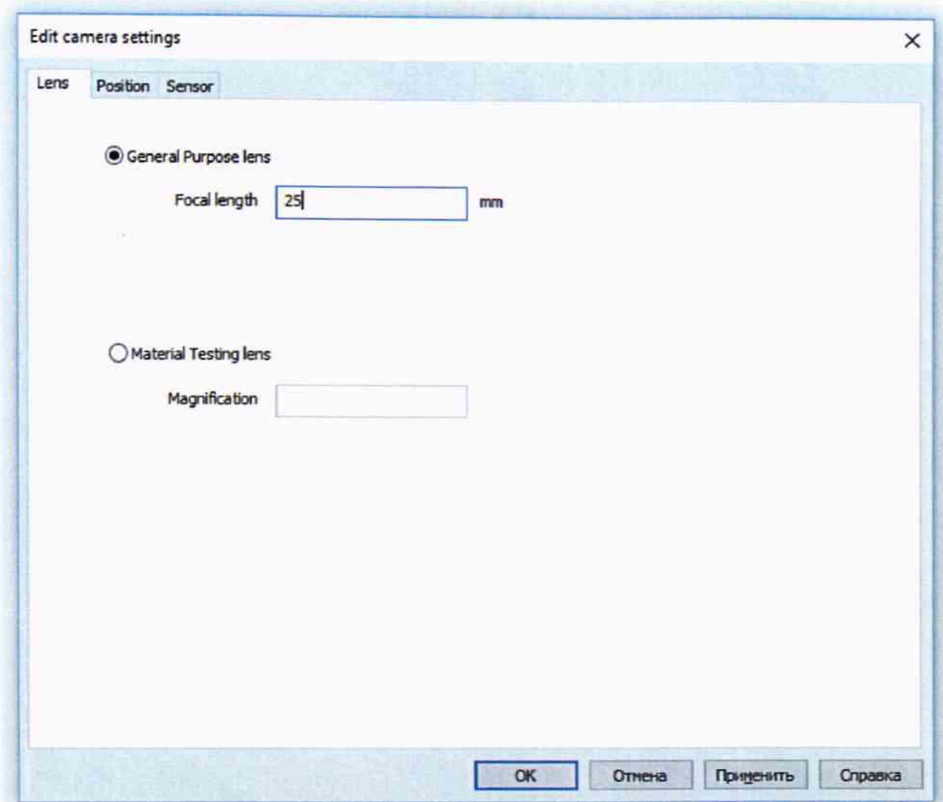 Edit camera settings
Lens Position Sensor
General Purpose lens
Focal length 25 mm
Material Testing lens
Magnification
OK Отмена Применить Справка